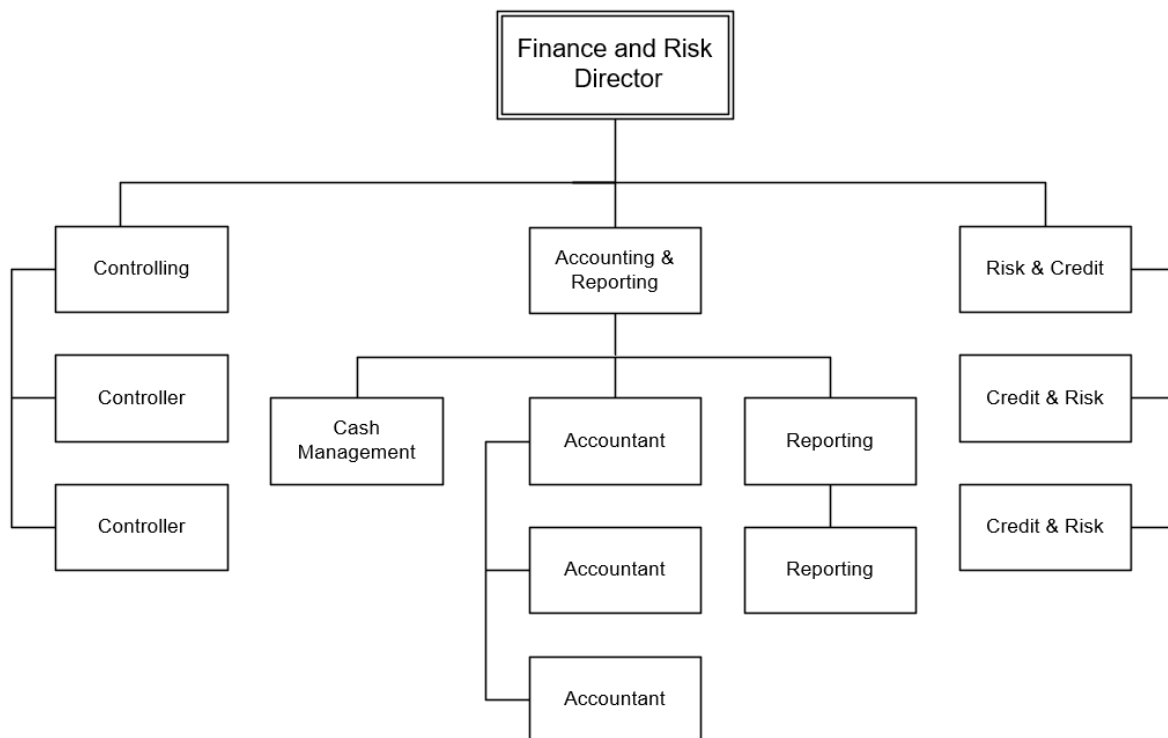 Finance and Risk
Director
Controlling
Accounting &
Reporting
Risk & Credit
Controller
Credit & Risk
Cash
Management
Accountant
Reporting
Controller
Credit & Risk
Accountant
Reporting
Accountant